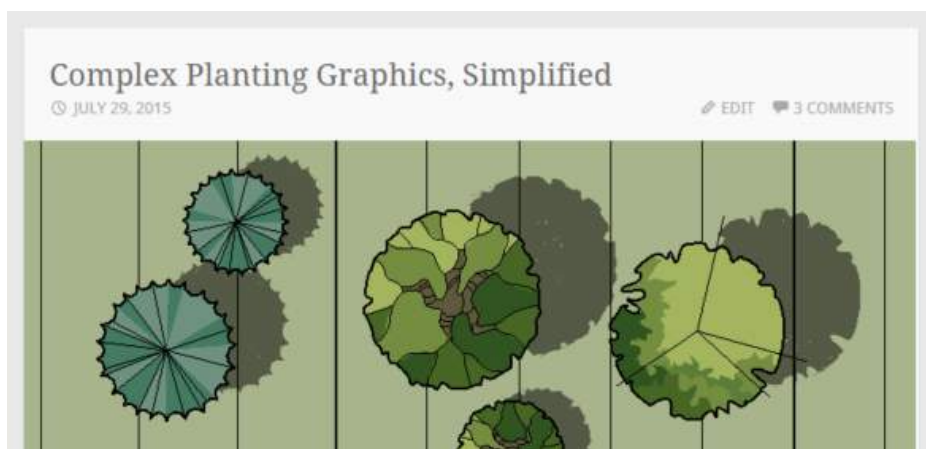 Complex Planting Graphics, Simplified
JULY 29, 2015 EDIT 3 COMMENTS